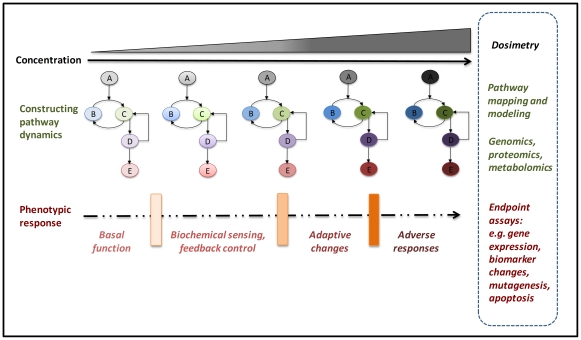 Concentration
Dosimetry
Constructing
pathway
dynamics
A A A A A
B C B C B C B C B C
D D D D D
E E E E E
Pathway
mapping and
modeling
Genomics,
proteomics,
metabolomics
Phenotypic
response
Basal
function
Biochemical sensing,
feedback control
Adaptive
changes
Adverse
responses
Endpoint
assays:
e.g. gene
expression,
biomarker
changes,
mutagenesis,
apoptosis